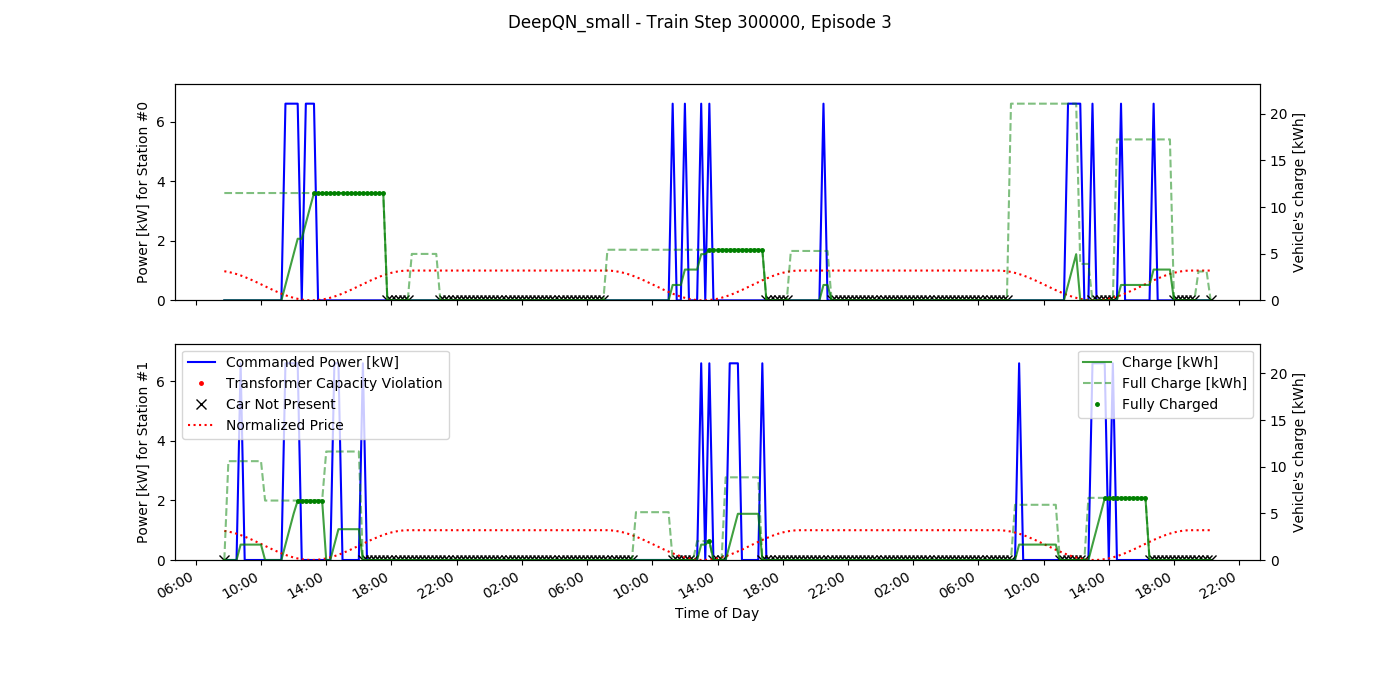 DeepQN_small - Train Step 300000, Episode 3
Power [kW] for Station #0
6
4
2
0
20
15
10
5
0
Vehicle's charge [kWh]
Power [kW] for Station #1
6
4
2
0
Commanded Power [kW]
Transformer Capacity Violation
Car Not Present
Normalized Price
Charge [kWh]
Full Charge [kWh]
Fully Charged
20
15
10
5
0
Vehicle's charge [kWh]
06:00 10:00 14:00 18:00 22:00 02:00 06:00 10:00 14:00 18:00 22:00 02:00 06:00 10:00 14:00 18:00 22:00
Time of Day